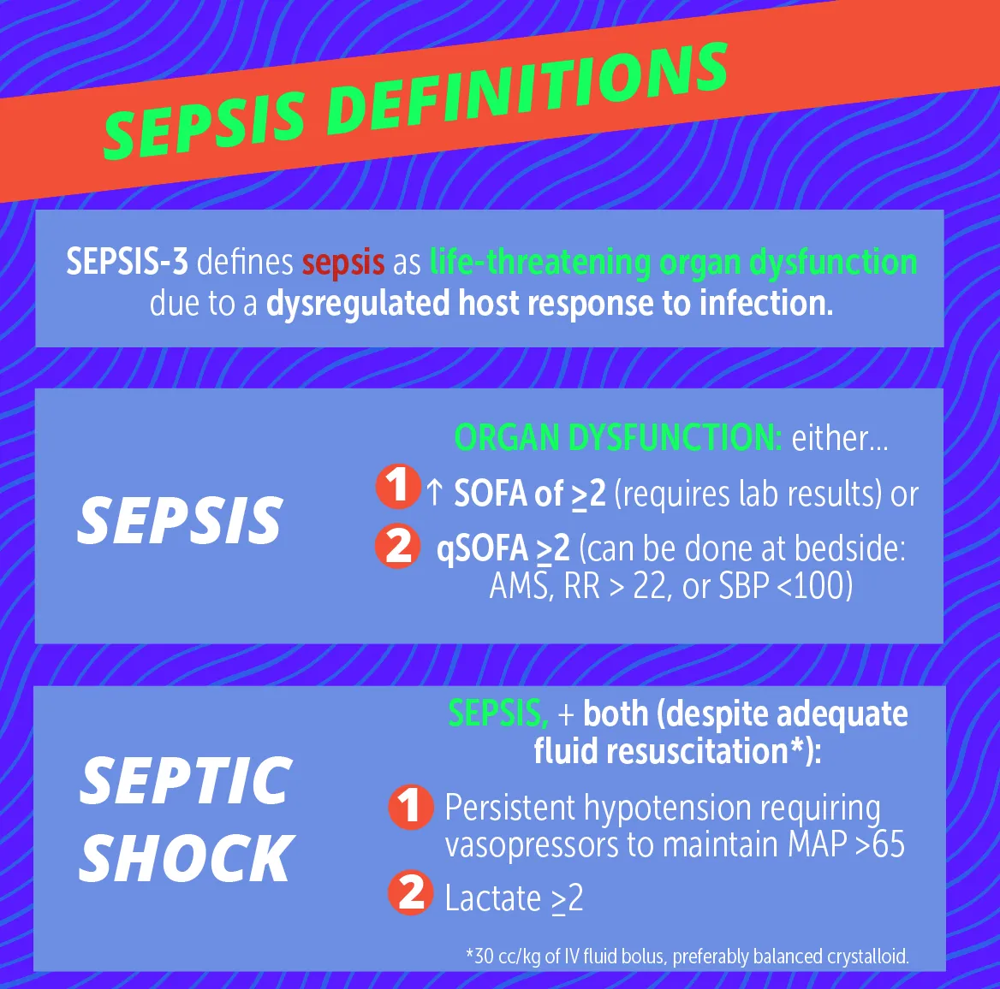 SEPSIS DEFINITIONS
SEPSIS-3 defines sepsis as life-threatening organ dysfunction
due to a dysregulated host response to infection.
SEPSIS
ORGAN DYSFUNCTION: either...
1 ↑ SOFA of ≥2 (requires lab results) or
2 qSOFA ≥2 (can be done at bedside:
AMS, RR > 22, or SBP <100)
SEPTIC
SHOCK
SEPSIS, + both (despite adequate
fluid resuscitation*):
1 Persistent hypotension requiring
vasopressors to maintain MAP >65
2 Lactate ≥2
*30 cc/kg of IV fluid bolus, preferably balanced crystalloid.